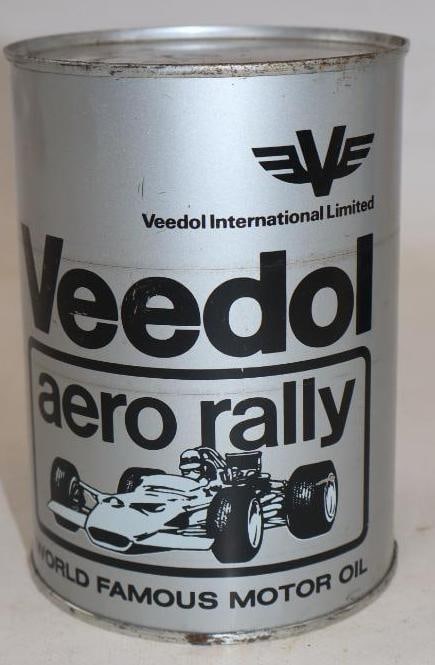 Veedol International Limited
Veedol
aero rally
WORLD FAMOUS MOTOR OIL